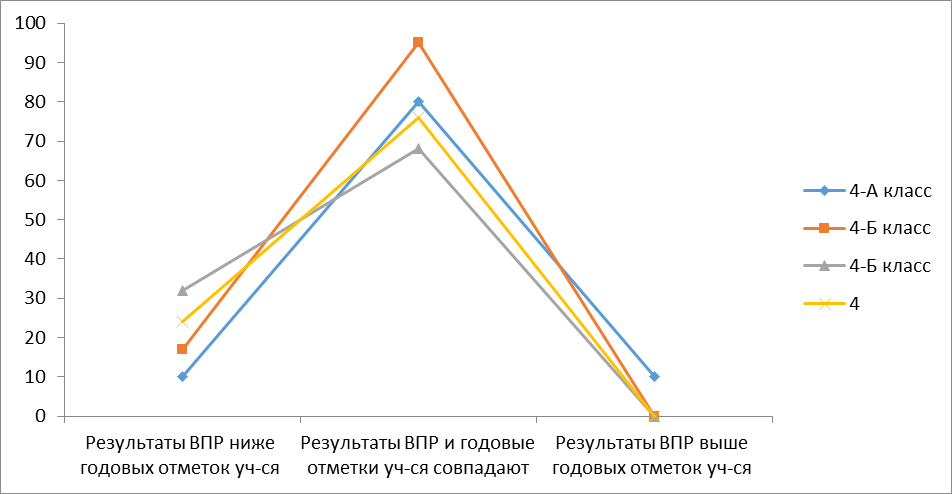 100
90
80
70
60
50
40
30
20
10
0
Результаты ВПР ниже
годовых отметок уч-ся
Результаты ВПР и годовые
отметки уч-ся совпадают
Результаты ВПР выше
годовых отметок уч-ся
4-А класс
4-Б класс
4-Б класс
4